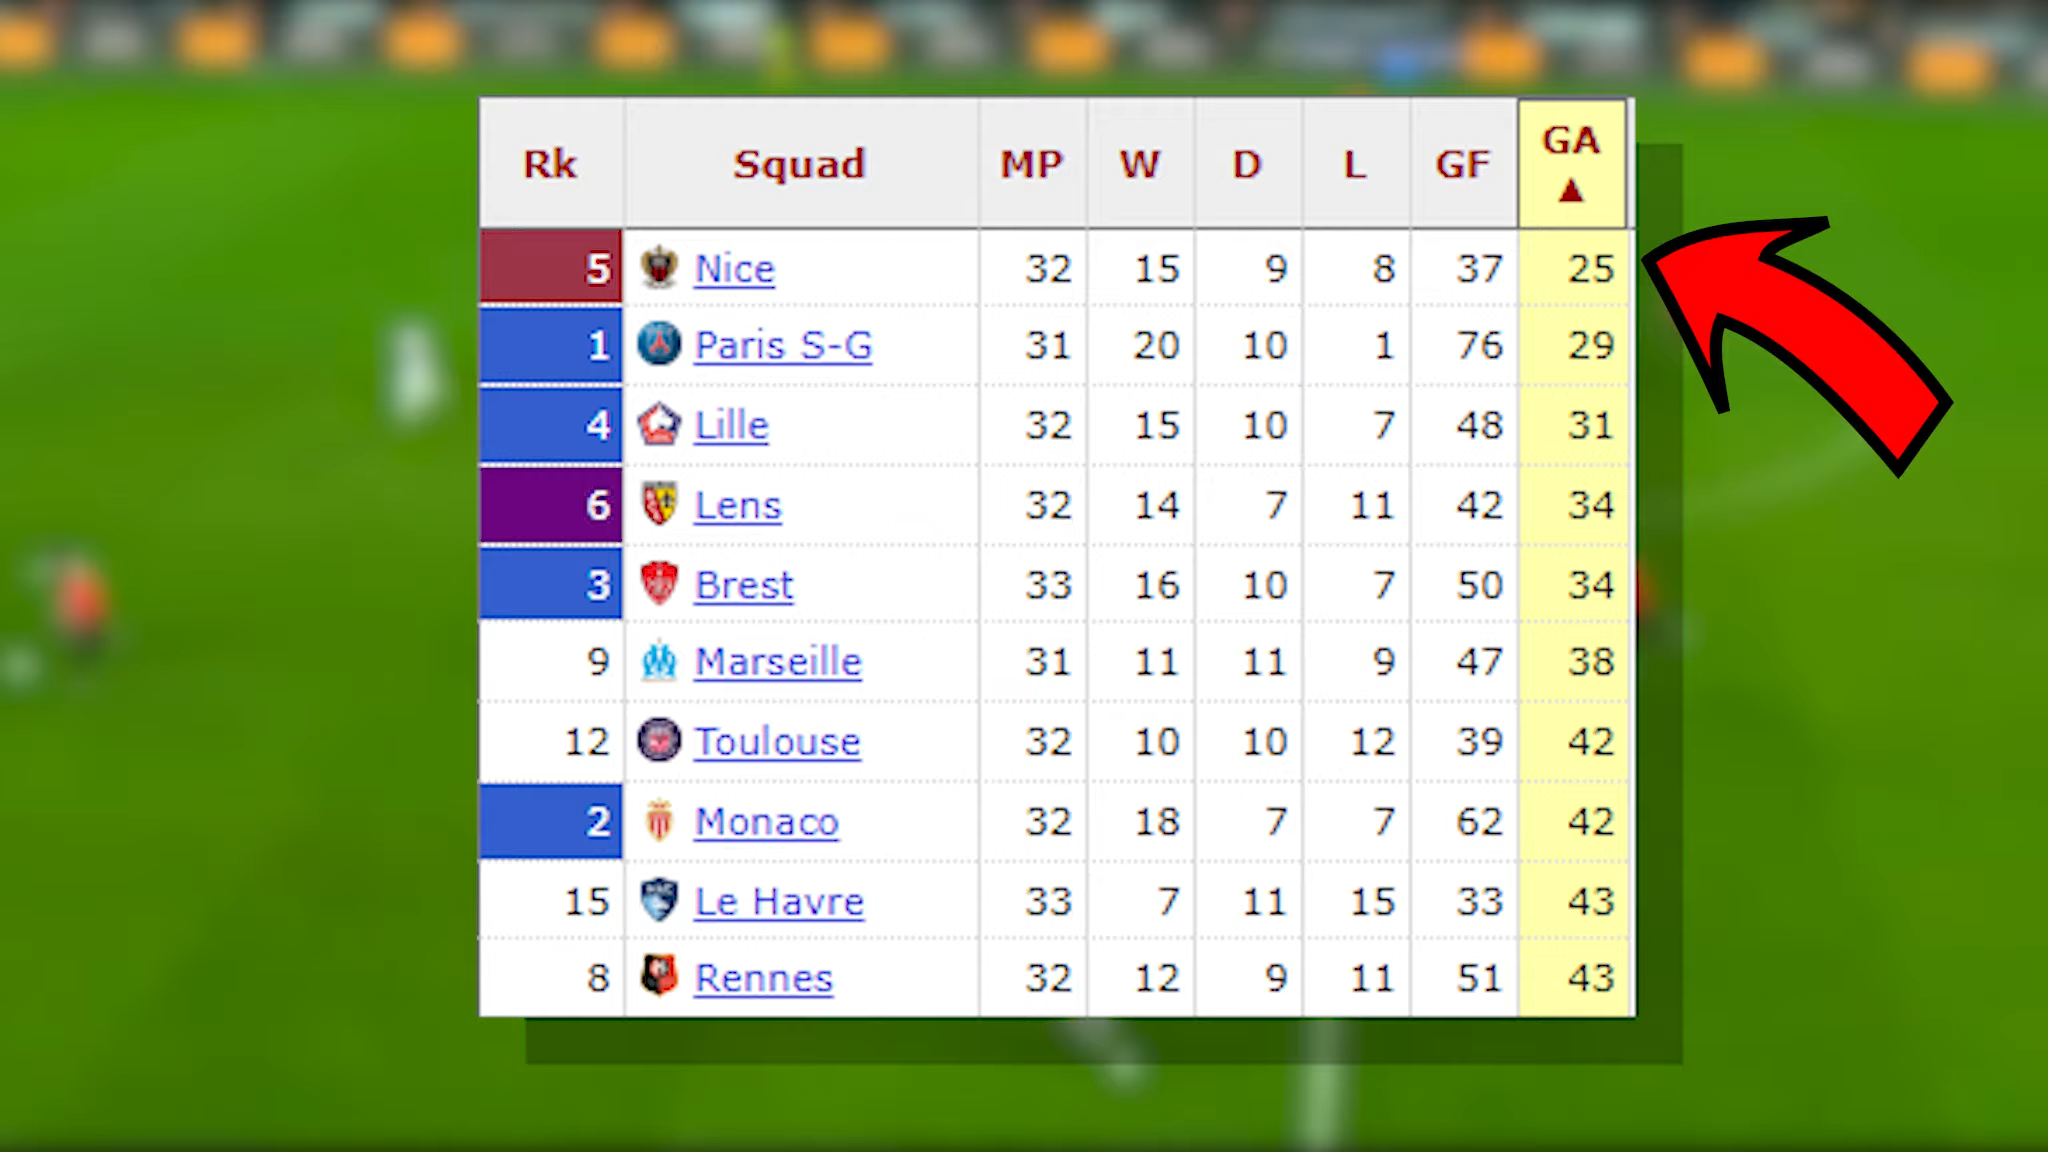 Rk Squad MP W D L GF GA ▲
5 Nice 32 15 9 8 37 25
1 Paris S-G 31 20 10 1 76 29
4 Lille 32 15 10 7 48 31
6 Lens 32 14 7 11 42 34
3 Brest 33 16 10 7 50 34
9 Marseille 31 11 11 9 47 38
12 Toulouse 32 10 10 12 39 42
2 Monaco 32 18 7 7 62 42
15 Le Havre 33 7 11 15 33 43
8 Rennes 32 12 9 11 51 43